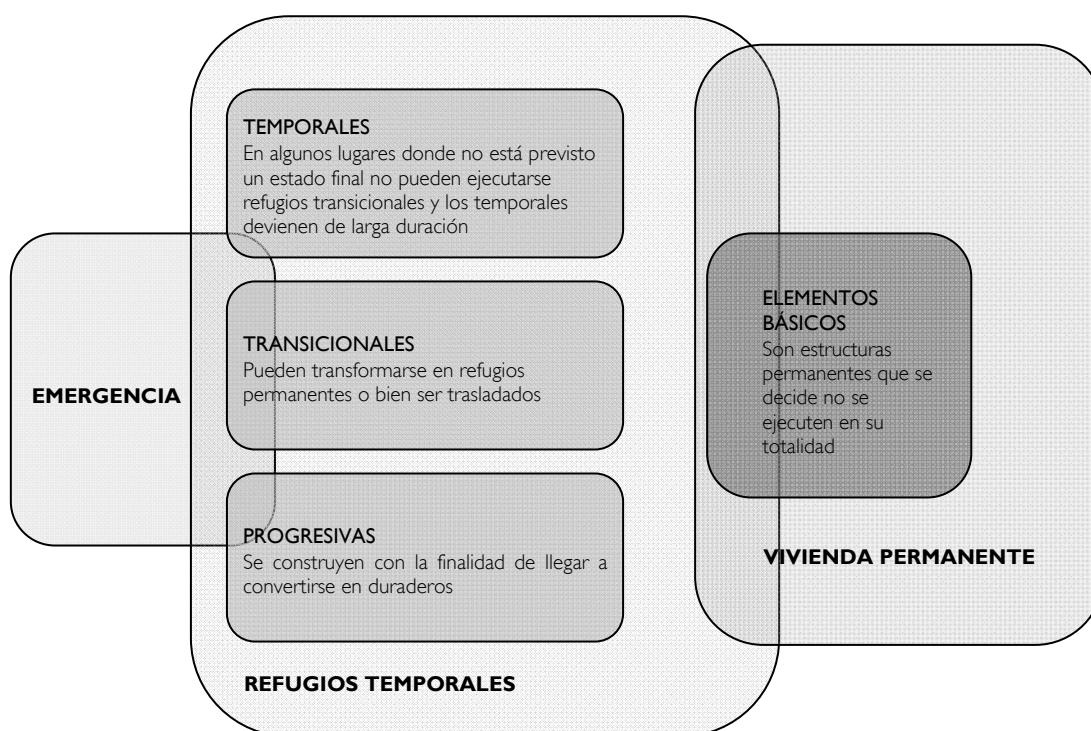 TEMPORALES
En algunos lugares donde no está previsto
un estado final no pueden ejecutarse
refugios transicionales y los temporales
devienen de larga duración
EMERGENCIA
TRANSICIONALES
Pueden transformarse en refugios
permanentes o bien ser trasladados
PROGRESIVAS
Se construyen con la finalidad de llegar a
convertirse en duraderos
REFUGIOS TEMPORALES
ELEMENTOS
BÁSICOS
Son estructuras
permanentes que se
decide no se
ejecuten en su
totalidad
VIVIENDA PERMANENTE